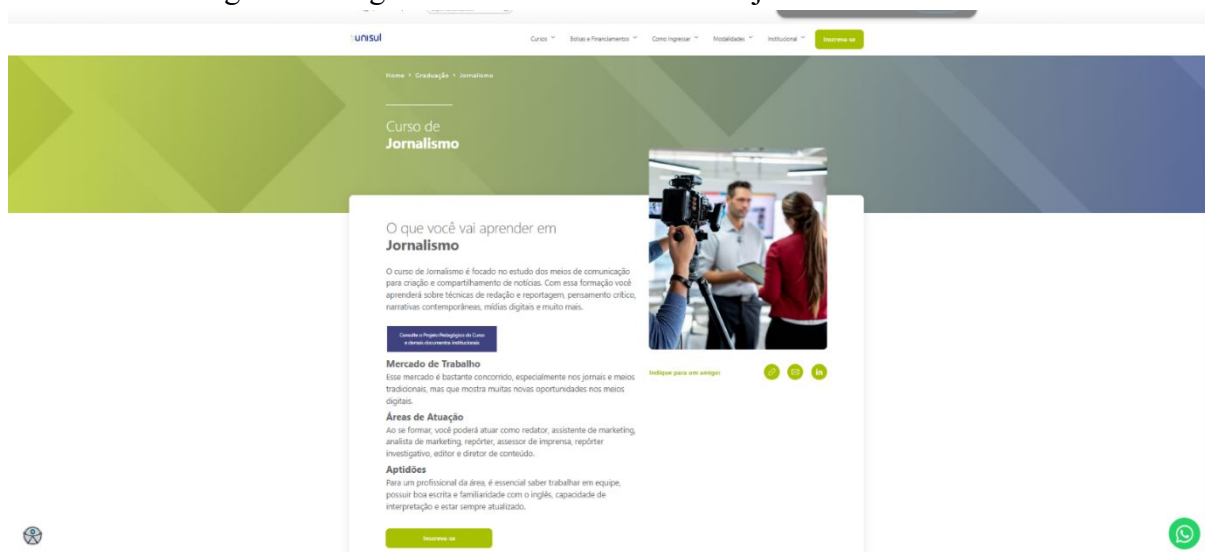 unisul
Cursos
Bolsas e Financiamentos
Como Ingressar
Modalidades
Institucional
Inscreva-se
Home • Graduação • Jornalismo
Curso de
Jornalismo
O que você vai aprender em
Jornalismo
O curso de Jornalismo é focado no estudo dos meios de comunicação
para criação e compartilhamento de notícias. Com essa formação você
aprenderá sobre técnicas de redação e reportagem, pensamento crítico,
narrativas contemporâneas, mídias digitais e muito mais.
Consulte o Projeto Pedagógico do Curso
e demais documentos institucionais
Mercado de Trabalho
Esse mercado é bastante concorrido, especialmente nos jornais e meios
tradicionais, mas que mostra muitas novas oportunidades nos meios
digitais.
Indique para um amigo:
in
Áreas de Atuação
Ao se formar, você poderá atuar como redator, assistente de marketing,
analista de marketing, repórter, assessor de imprensa, repórter
investigativo, editor e diretor de conteúdo.
Aptidões
Para um profissional da área, é essencial saber trabalhar em equipe,
possuir boa escrita e familiaridade com o inglês, capacidade de
interpretação e estar sempre atualizado.
Inscreva-se